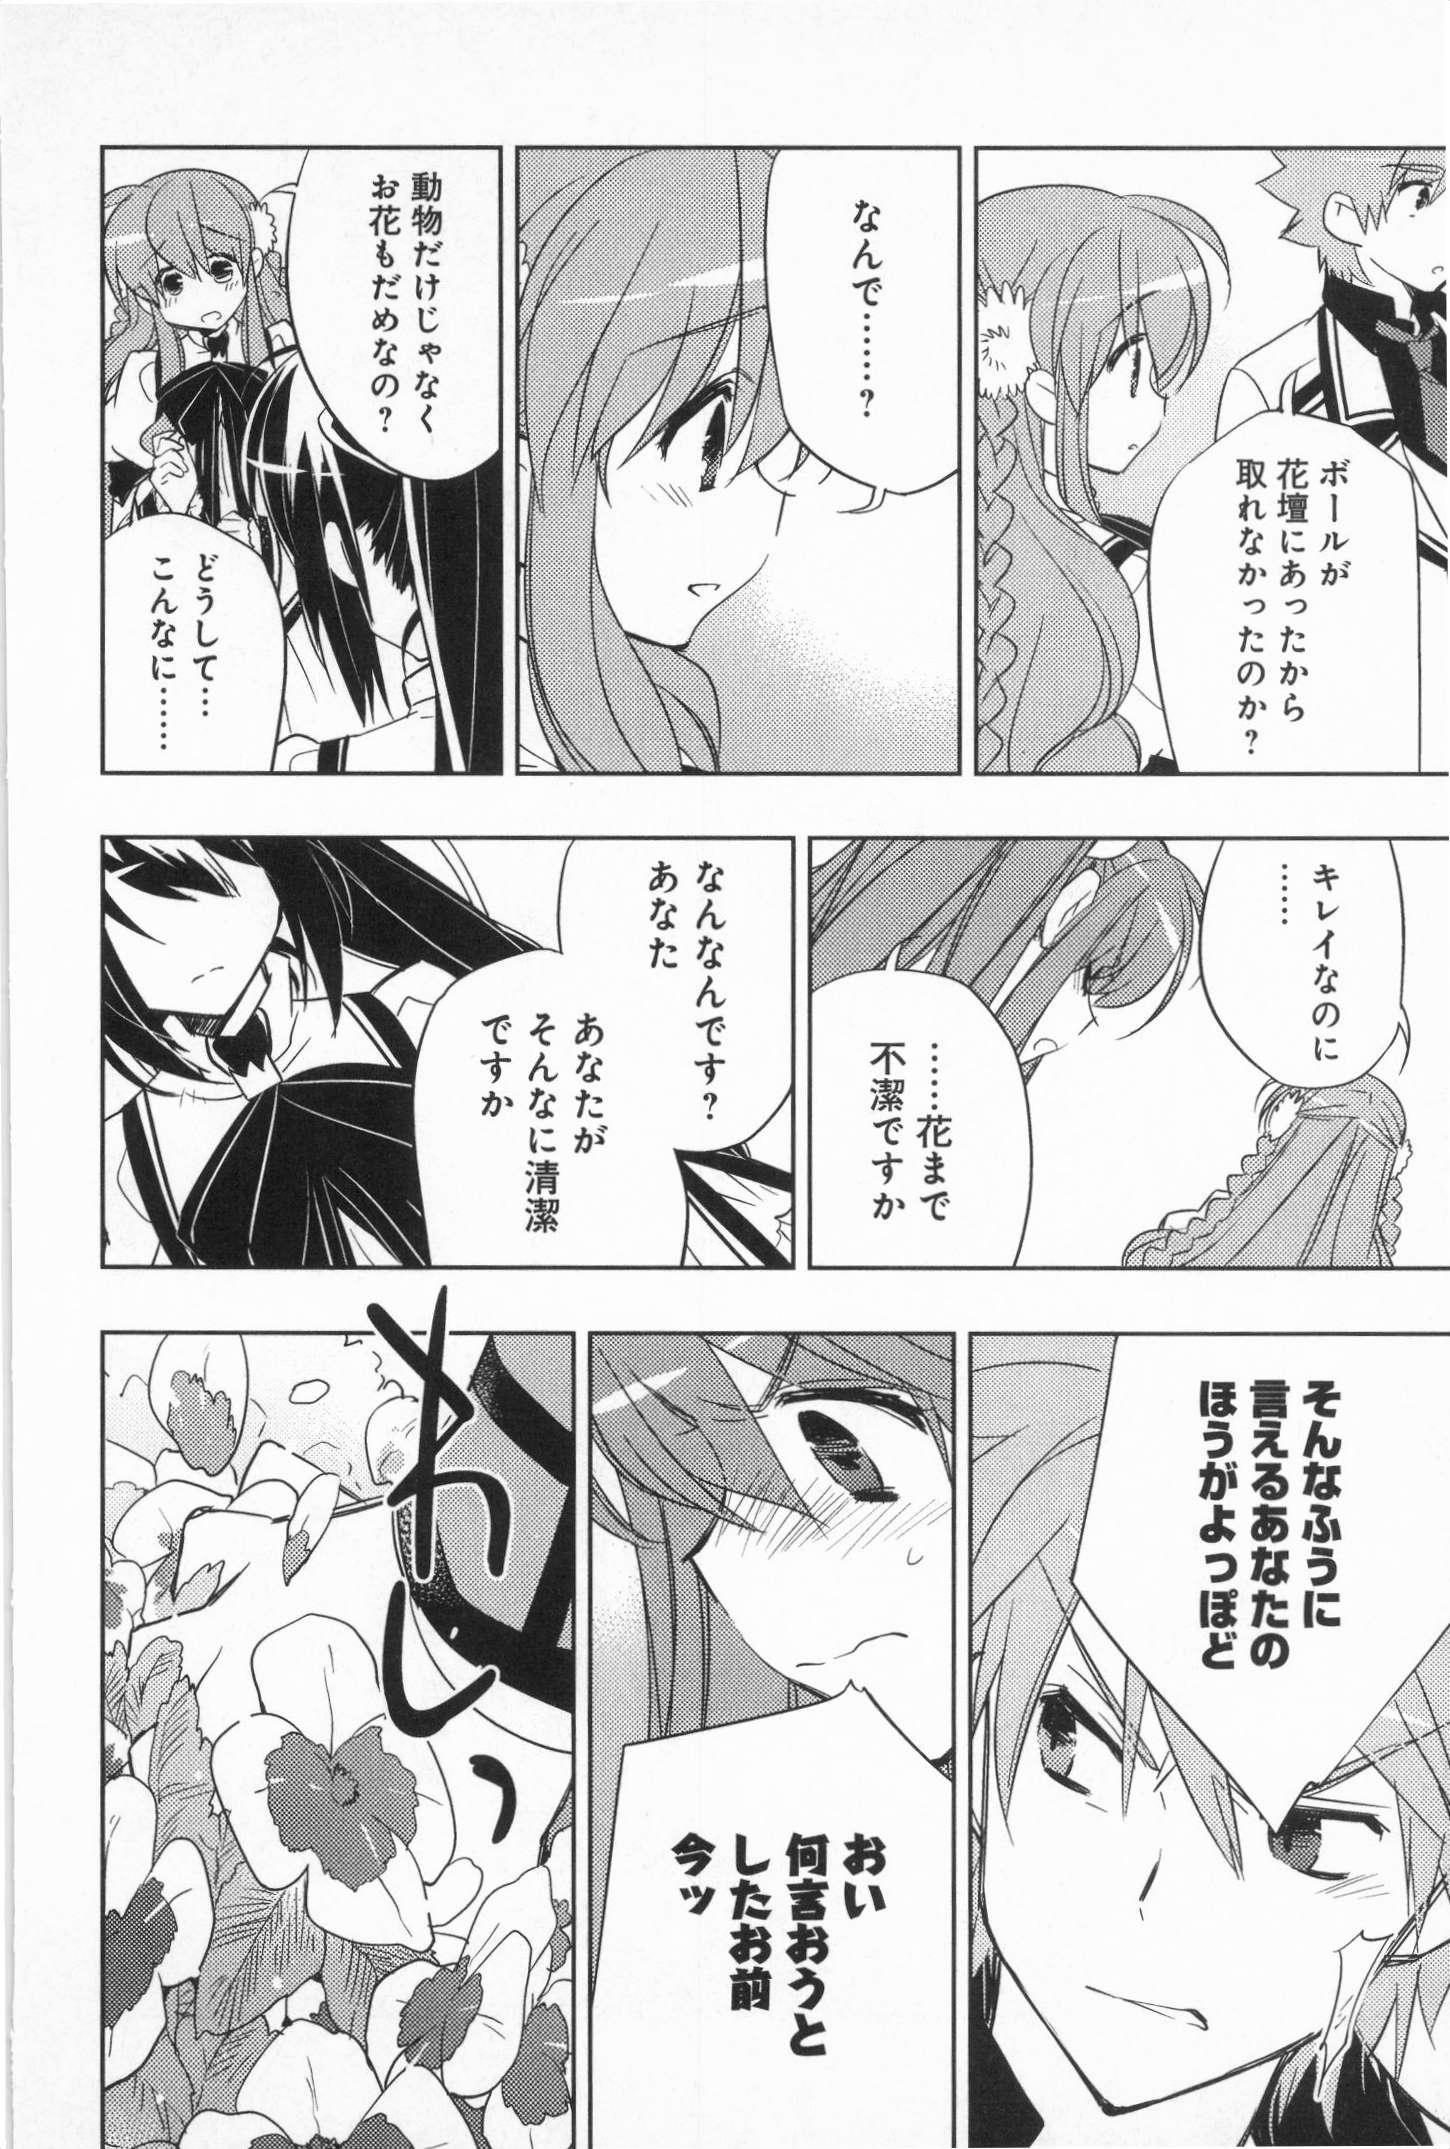 ボールが
花壇にあったから
取れなかったのか?
なんで……?
動物だけじゃなく
お花もだめなの?
どうして…
こんなに……
キレイなのに
……
……花まで
不潔ですか
なんなんです?
あなた
あなたが
そんなに清潔
ですか
そんなふうに
言えるあなたの
ほうがよっぽど
おい
何言おうと
したお前
今ッ